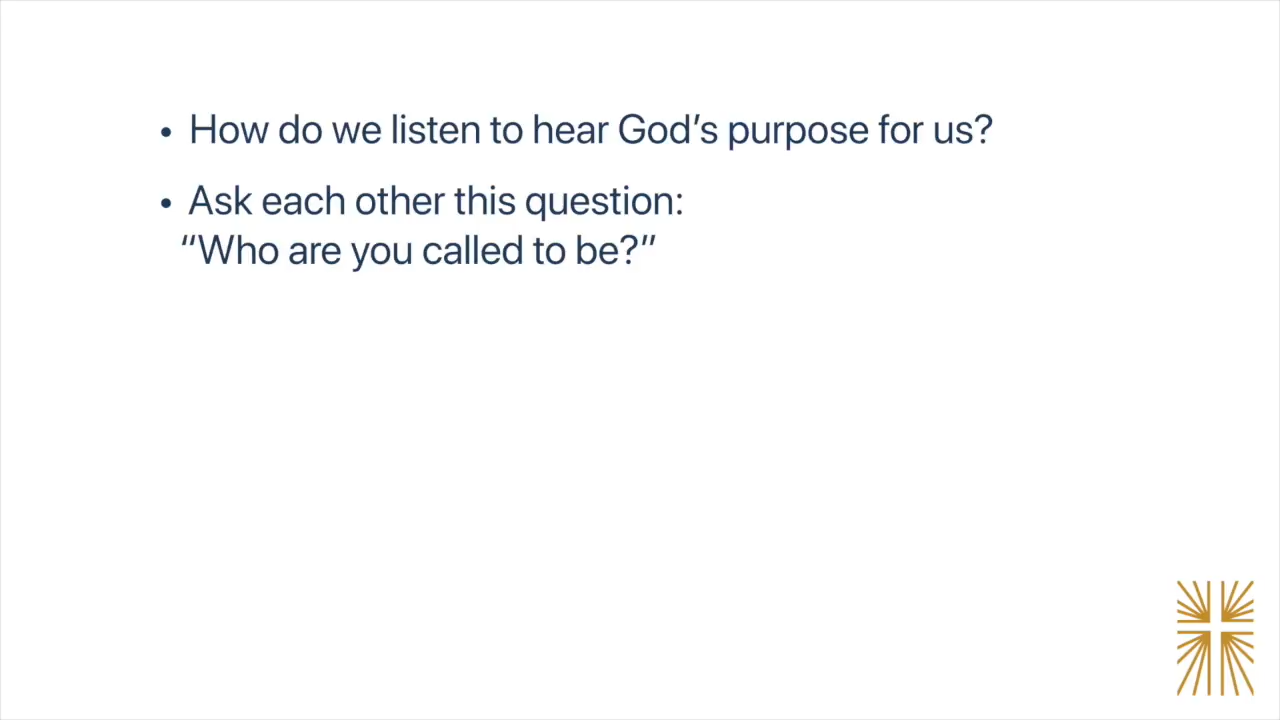 • How do we listen to hear God’s purpose for us?
• Ask each other this question:
“Who are you called to be?”